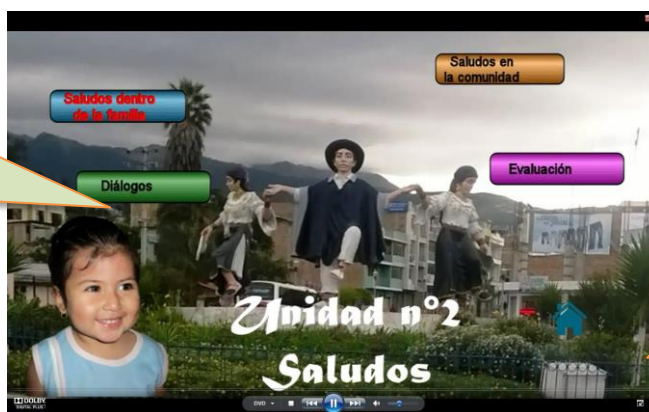 Saludos en
la comunidad
Saludos dentro
de la familia
Evaluación
Diálogos
Unidad n°2
Saludos
DOLBY
DIGITAL PLUS
DVD